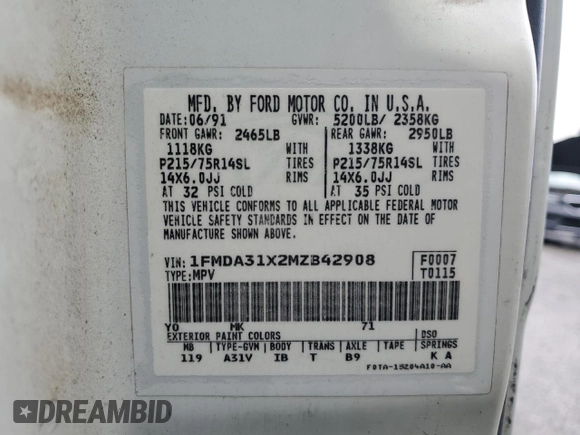 MFD. BY FORD MOTOR CO. IN U.S.A.
DATE: 06/91 GVWR: 5200LB/ 2358KG
FRONT GAWR: 2465LB REAR GAWR: 2950LB
1118KG WITH 1338KG WITH
P215/75R14SL TIRES P215/75R14SL TIRES
14X6.0JJ RIMS 14X6.0JJ RIMS
AT 32 PSI COLD AT 35 PSI COLD
THIS VEHICLE CONFORMS TO ALL APPLICABLE FEDERAL MOTOR
VEHICLE SAFETY STANDARDS IN EFFECT ON THE DATE OF
MANUFACTURE SHOWN ABOVE.
VIN: 1FMDA31X2MZB42908 F0007
TYPE: MPV T0115
YO MK 71
EXTERIOR PAINT COLORS DSO
WB TYPE-GVM BODY TRANS AXLE TAPE SPRINGS
119 A31V IB T B9 K A
F0TA-15204A10-AA
DREAMBID